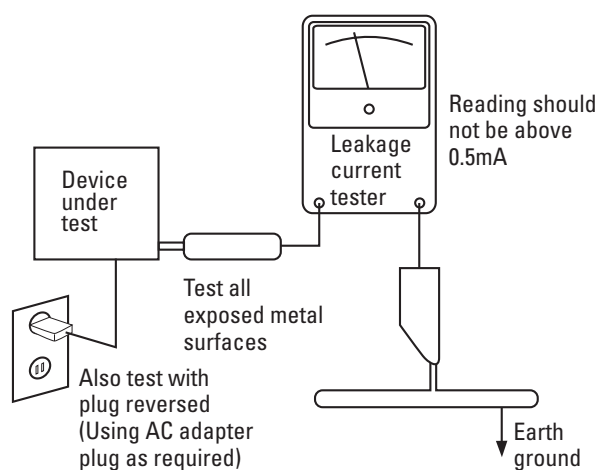 Device
under
test
Leakage
current
tester
Reading should
not be above
0.5mA
Test all
exposed metal
surfaces
Also test with
plug reversed
(Using AC adapter
plug as required)
Earth
ground